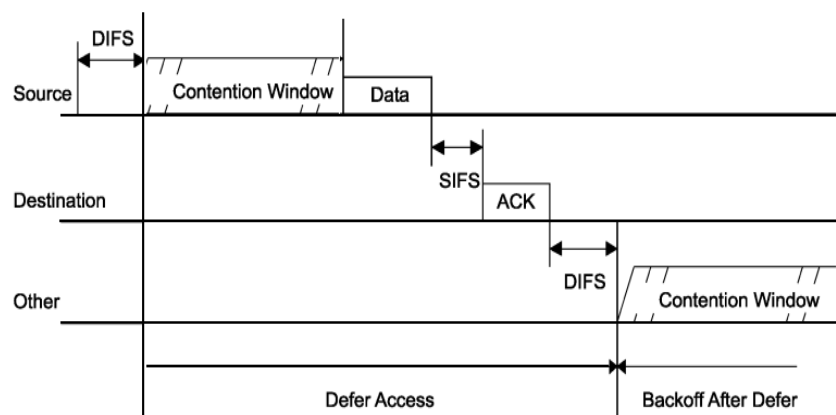 DIFS
Source
Contention Window
Data
SIFS
Destination
ACK
DIFS
Other
Contention Window
Defer Access
Backoff After Defer